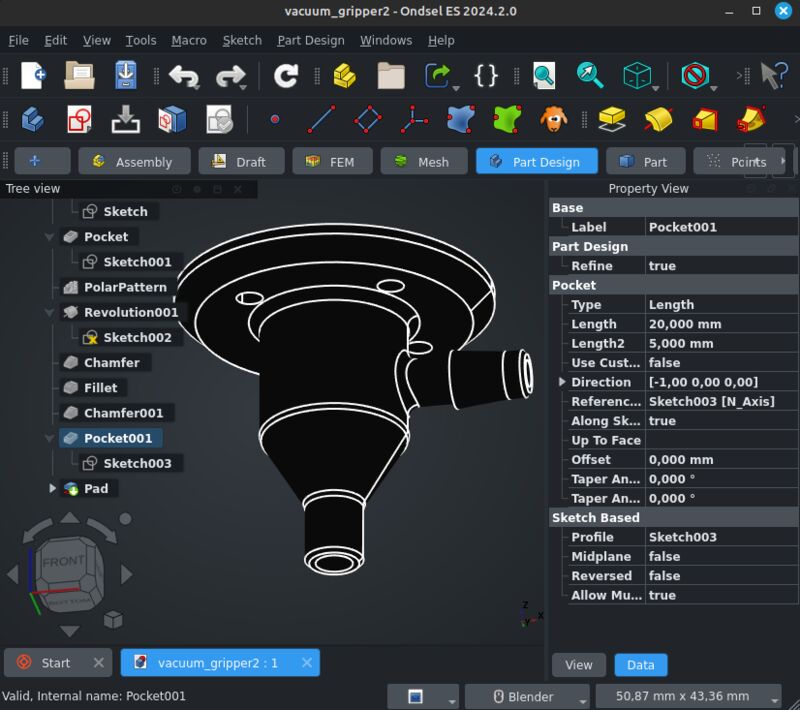 vacuum_gripper2 - Ondsel ES 2024.2.0
File Edit View Tools Macro Sketch Part Design Windows Help
+ Assembly Draft FEM Mesh Part Design Part Points
Tree view
Sketch
Pocket
Sketch001
PolarPattern
Revolution001
Sketch002
Chamfer
Fillet
Chamfer001
Pocket001
Sketch003
Pad
FRONT
BOTTOM
Z
X
Y
Property View
Base
Label Pocket001
Part Design
Refine true
Pocket
Type Length
Length 20,000 mm
Length2 5,000 mm
Use Cust... false
Direction [-1,00 0,00 0,00]
Referenc... Sketch003 [N_Axis]
Along Sk... true
Up To Face
Offset 0,000 mm
Taper An... 0,000 °
Taper An... 0,000 °
Sketch Based
Profile Sketch003
Midplane false
Reversed false
Allow Mu... true
Start vacuum_gripper2 : 1 View Data
Valid, Internal name: Pocket001 Blender 50,87 mm x 43,36 mm